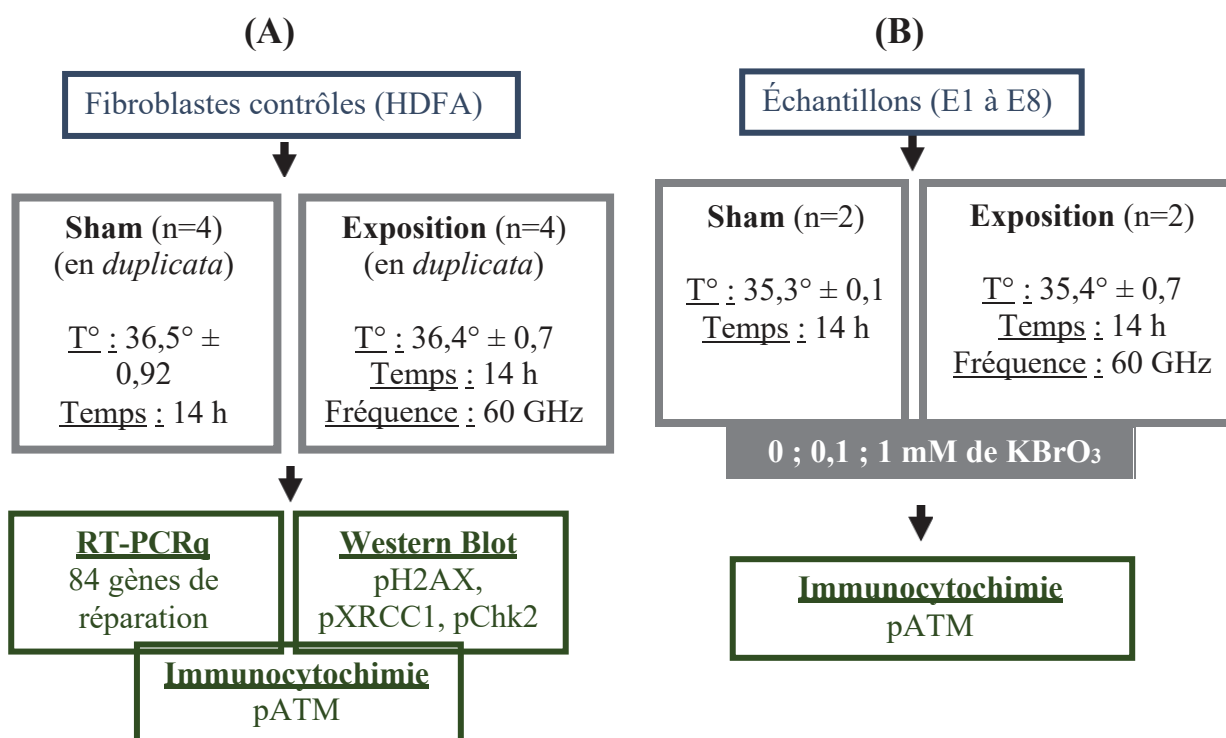 (A)
Fibroblastes contrôles (HDFA)
Sham (n=4)
(en duplicata)
T° : 36,5° ±
0,92
Temps : 14 h
Exposition (n=4)
(en duplicata)
T° : 36,4° ± 0,7
Temps : 14 h
Fréquence : 60 GHz
RT-PCRq
84 gènes de
réparation
Western Blot
pH2AX,
pXRCC1, pChk2
Immunocytochimie
pATM
(B)
Échantillons (E1 à E8)
Sham (n=2)
T° : 35,3° ± 0,1
Temps : 14 h
Exposition (n=2)
T° : 35,4° ± 0,7
Temps : 14 h
Fréquence : 60 GHz
0 ; 0,1 ; 1 mM de KBrO₃
Immunocytochimie
pATM